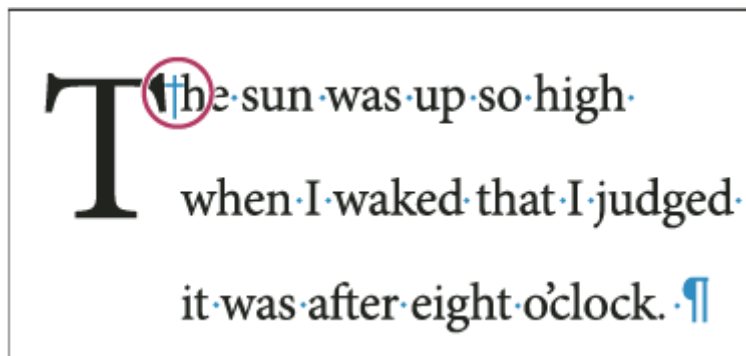 The sun was up so high
when I waked that I judged
it was after eight o’clock. ¶